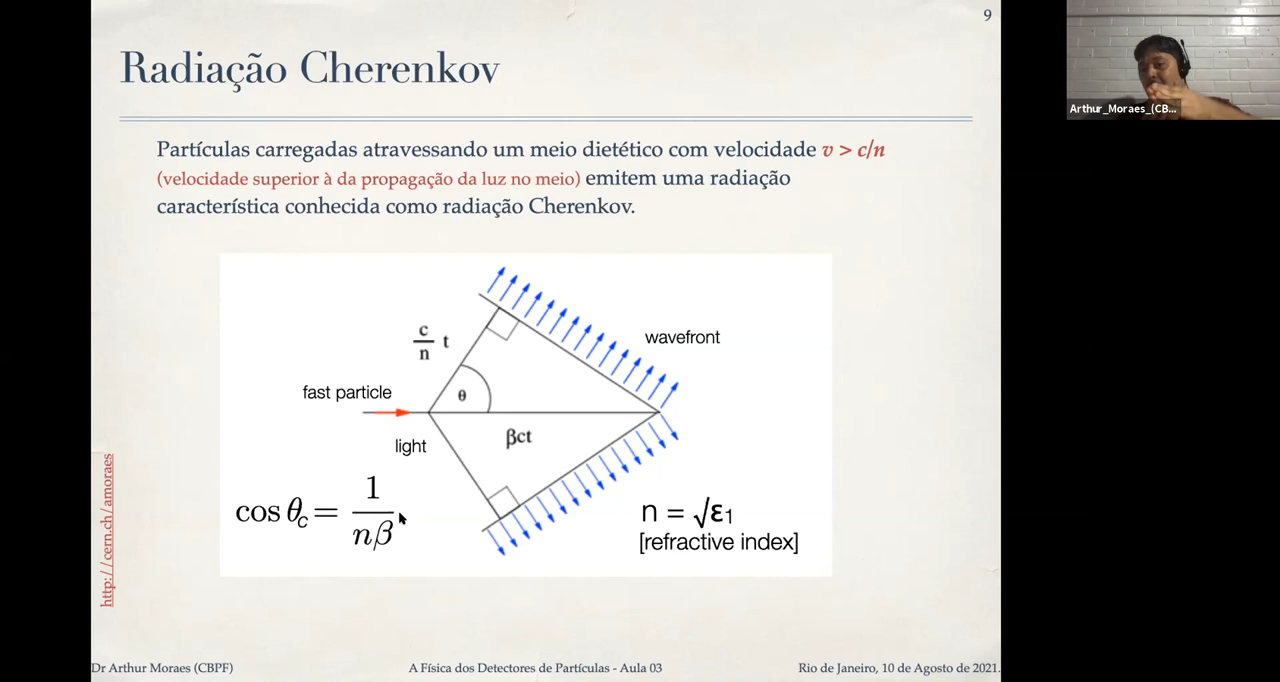 9
Radiação Cherenkov
Partículas carregadas atravessando um meio dietético com velocidade v > c/n
(velocidade superior à da propagação da luz no meio) emitem uma radiação
característica conhecida como radiação Cherenkov.
c/n t
wavefront
fast particle
θ
βct
light
cos θ_c = 1/nβ
n = √ε₁
[refractive index]
http://cern.ch/amoraes
Dr Arthur Moraes (CBPF)
A Física dos Detectores de Partículas - Aula 03
Rio de Janeiro, 10 de Agosto de 2021.
Arthur_Moraes_(CB...